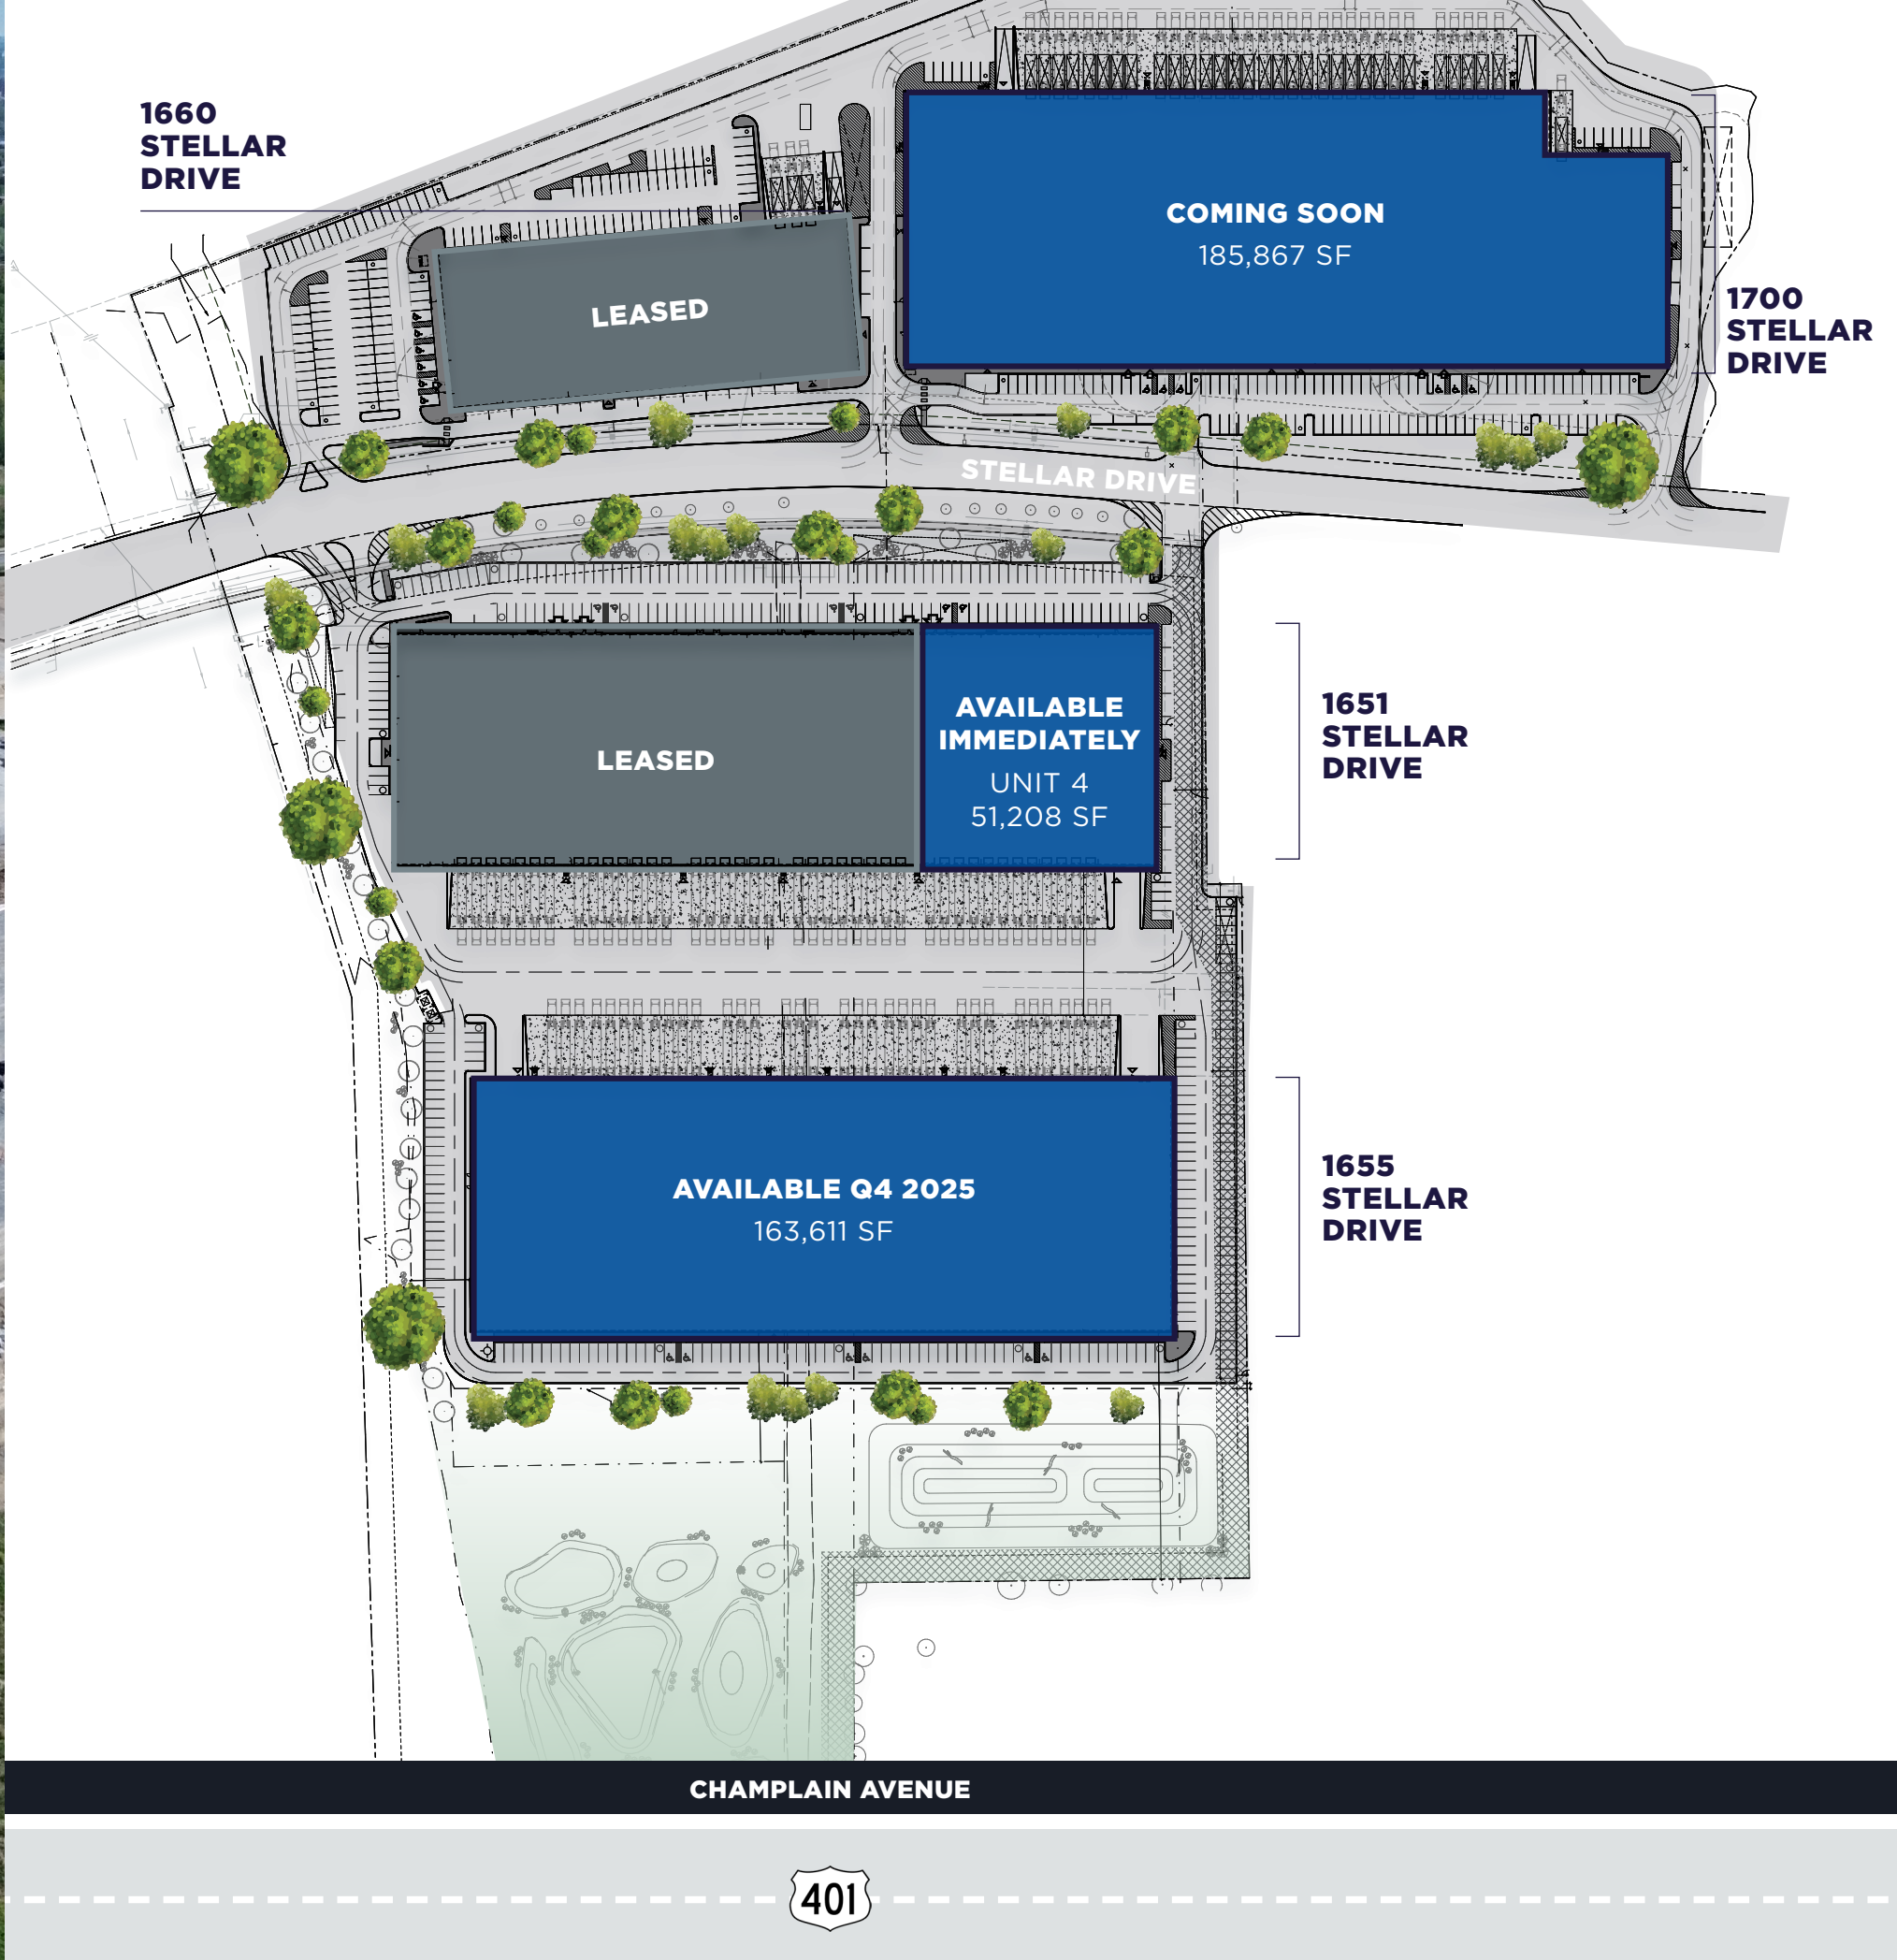 1660
STELLAR
DRIVE
COMING SOON
185,867 SF
LEASED
1700
STELLAR
DRIVE
STELLAR DRIVE
LEASED
AVAILABLE
IMMEDIATELY
UNIT 4
51,208 SF
1651
STELLAR
DRIVE
AVAILABLE Q4 2025
163,611 SF
1655
STELLAR
DRIVE
CHAMPLAIN AVENUE
401